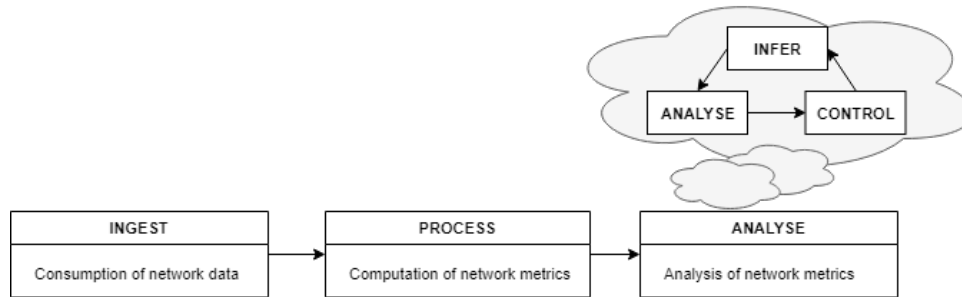 INFER
ANALYSE
CONTROL
INGEST
PROCESS
ANALYSE
Consumption of network data
Computation of network metrics
Analysis of network metrics